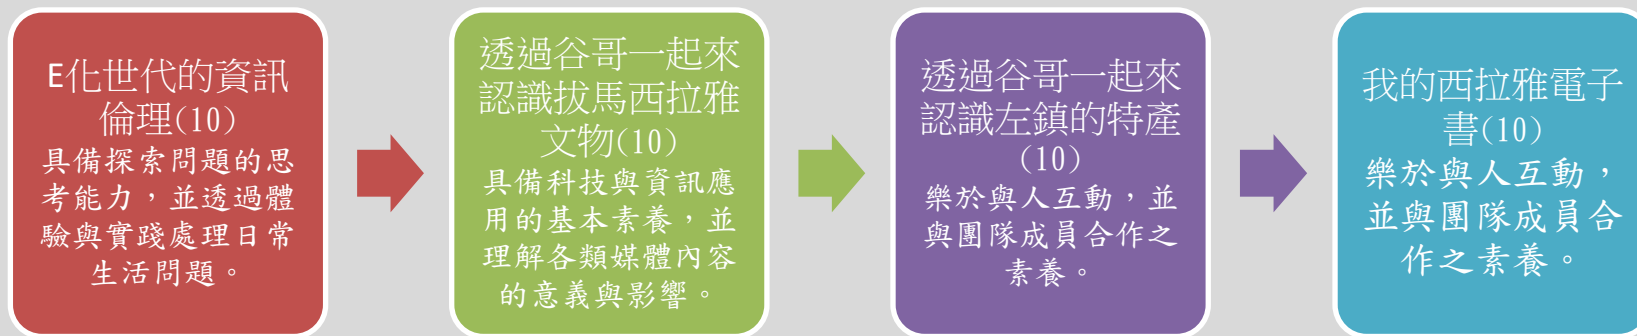 E化世代的資訊
倫理(10)
具備探索問題的思
考能力，並透過體
驗與實踐處理日常
生活問題。
透過谷哥一起來
認識拔馬西拉雅
文物(10)
具備科技與資訊應
用的基本素養，並
理解各類媒體內容
的意義與影響。
透過谷哥一起來
認識左鎮的特產
(10)
樂於與人互動，並
與團隊成員合作之
素養。
我的西拉雅電子
書(10)
樂於與人互動，
並與團隊成員合
作之素養。